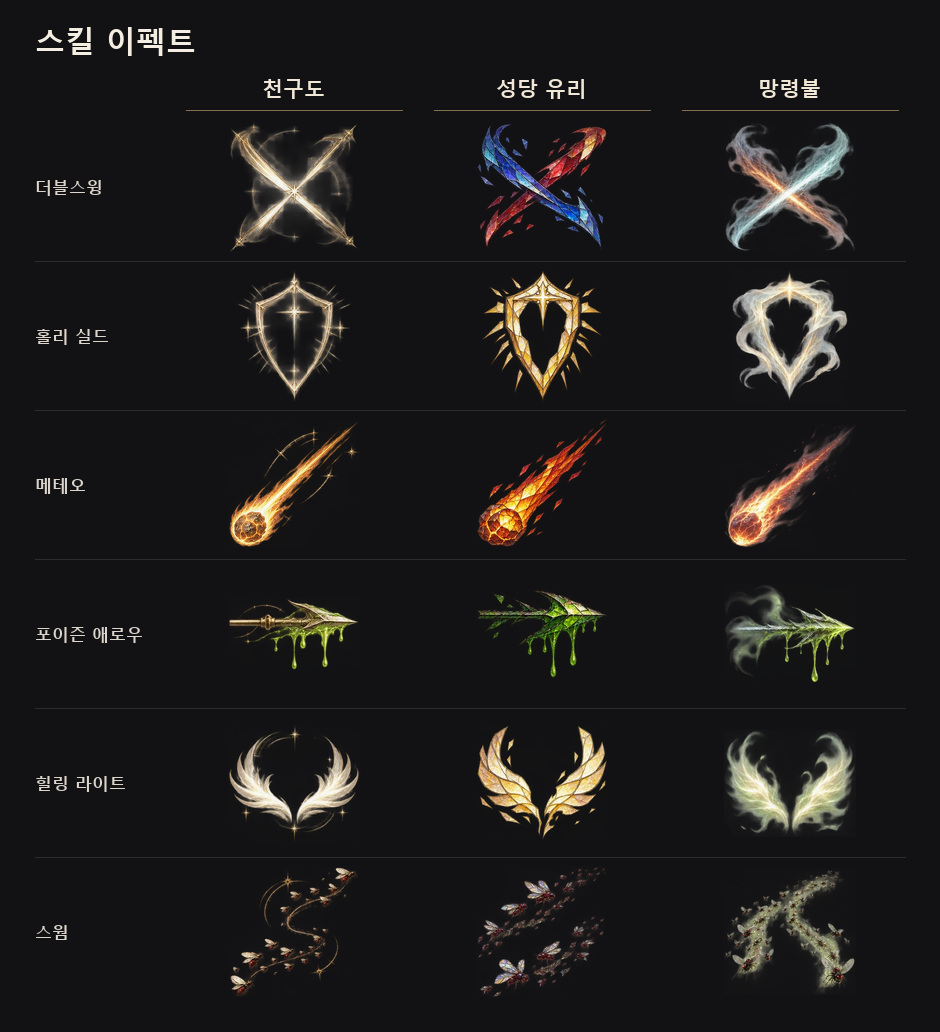 스킬 이펙트
천구도 성당 유리 망령불
더블스윙
홀리 실드
메테오
포이즌 애로우
힐링 라이트
스웜